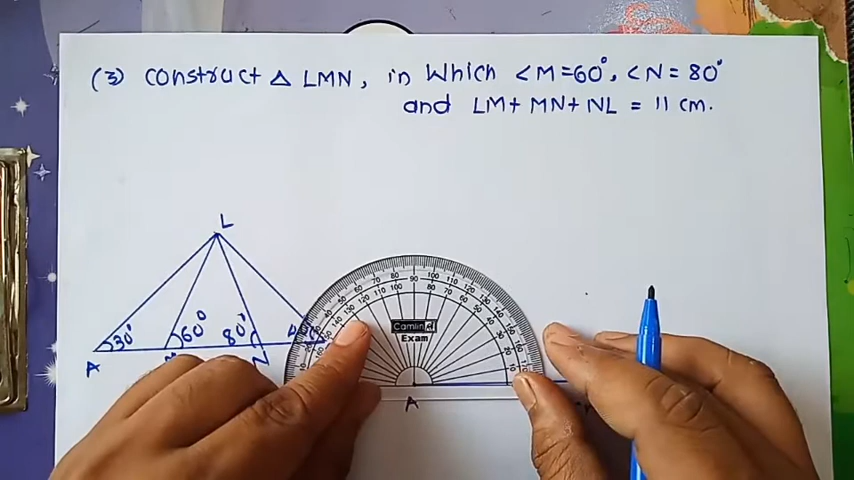 (3) Construct △ LMN, in which ∠M=60°, ∠N=80°
and LM+MN+NL = 11 cm.
L
30° 60° 80°
A N
Camlin
Exam
A